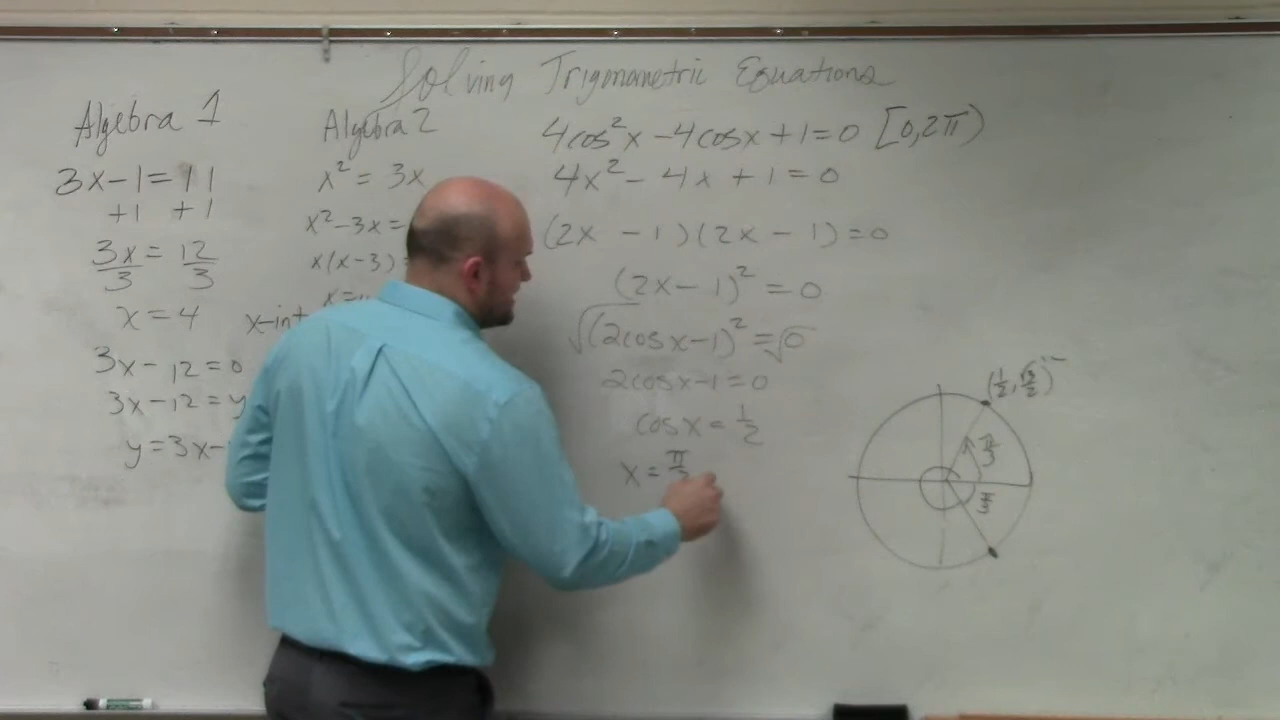 Solving Trigonometric Equations
Algebra 1
3x-1=11
+1 +1
3x/3 = 12/3
x=4
3x-12=0
3x-12=y
y=3x-
Algebra 2
x² = 3x
x²-3x=
x(x-3)
x=
x-int
4cos²x -4cosx +1=0 [0,2π)
4x² - 4x +1=0
(2x -1)(2x -1)=0
(2x-1)²=0
√(2cosx-1)²=√0
2cosx-1=0
cosx = 1/2
x = π/3
(1/2, √3/2)
π/3
π/3